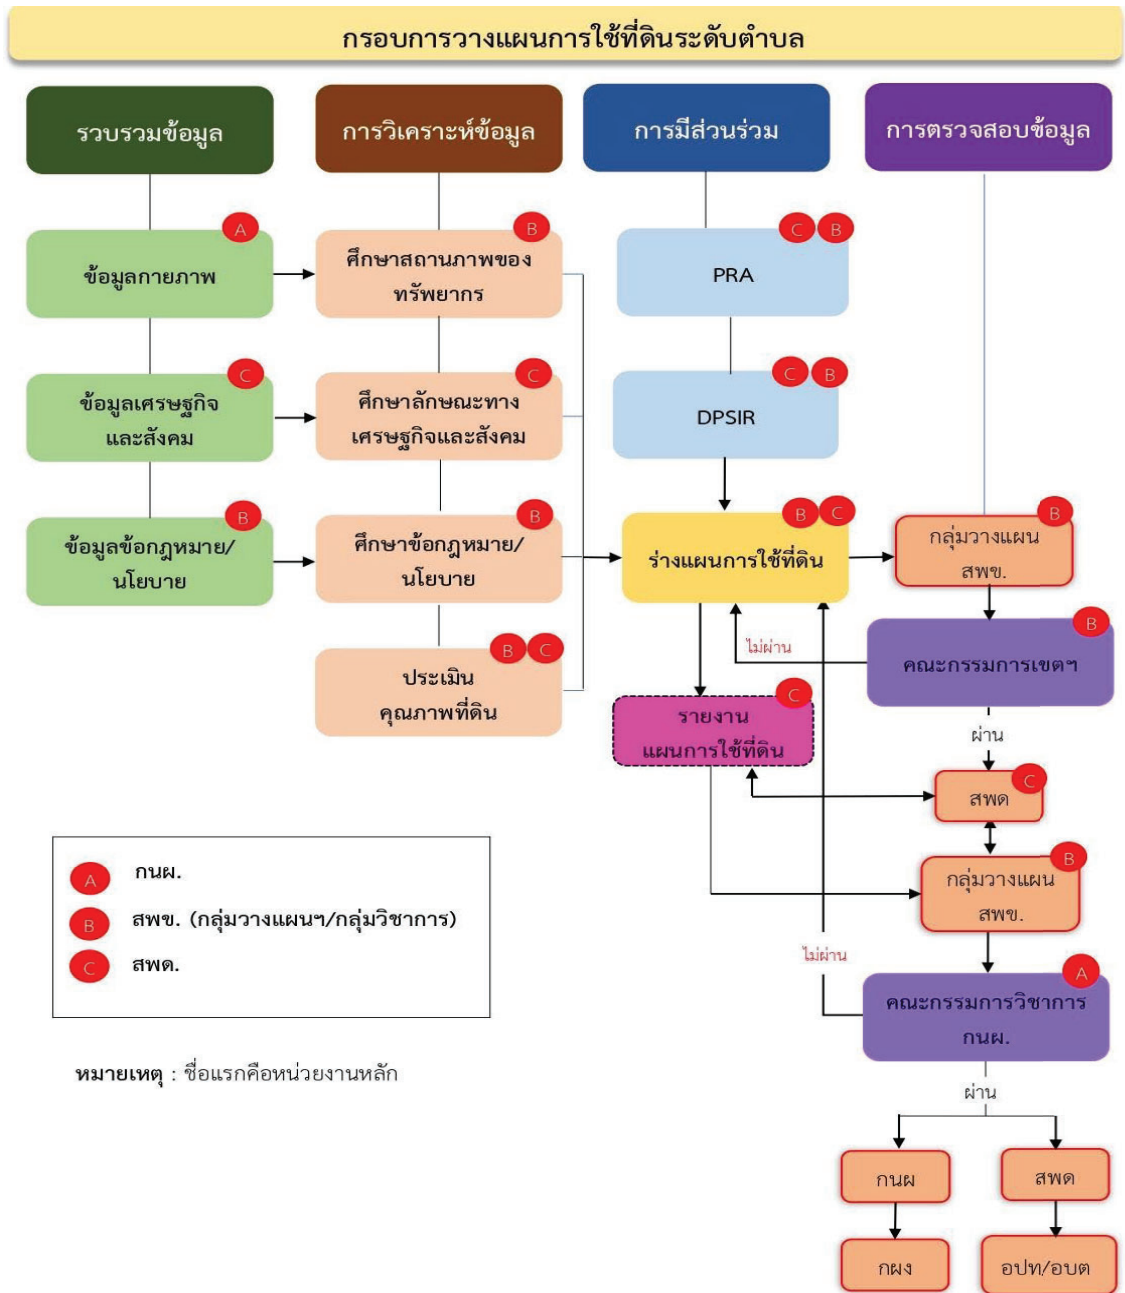 กรอบการวางแผนการใช้ที่ดินระดับตำบล
รวบรวมข้อมูล
การวิเคราะห์ข้อมูล
การมีส่วนร่วม
การตรวจสอบข้อมูล
A
ข้อมูลกายภาพ
B
ศึกษาสถานภาพของ
ทรัพยากร
C B
PRA
C
ข้อมูลเศรษฐกิจ
และสังคม
C
ศึกษาลักษณะทาง
เศรษฐกิจและสังคม
C B
DPSIR
B
ข้อมูลข้อกฎหมาย/
นโยบาย
B
ศึกษาข้อกฎหมาย/
นโยบาย
B C
ร่างแผนการใช้ที่ดิน
B
กลุ่มวางแผน
สพข.
B C
ประเมิน
คุณภาพที่ดิน
ไม่ผ่าน
B
คณะกรรมการเขตฯ
C
รายงาน
แผนการใช้ที่ดิน
ผ่าน
C
สพด
B
กลุ่มวางแผน
สพข.
ไม่ผ่าน
A
คณะกรรมการวิชาการ
กนผ.
ผ่าน
กนผ
สพด
กผง
อปท/อบต
A กนผ.
B สพข. (กลุ่มวางแผนฯ/กลุ่มวิชาการ)
C สพด.
หมายเหตุ : ชื่อแรกคือหน่วยงานหลัก